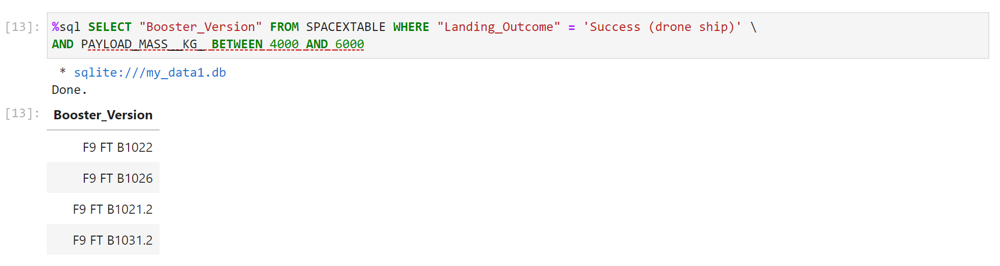 [13]: %sql SELECT "Booster_Version" FROM SPACEXTABLE WHERE "Landing_Outcome" = 'Success (drone ship)' \
AND PAYLOAD_MASS__KG_ BETWEEN 4000 AND 6000
* sqlite:///my_data1.db
Done.
[13]: Booster_Version
F9 FT B1022
F9 FT B1026
F9 FT B1021.2
F9 FT B1031.2